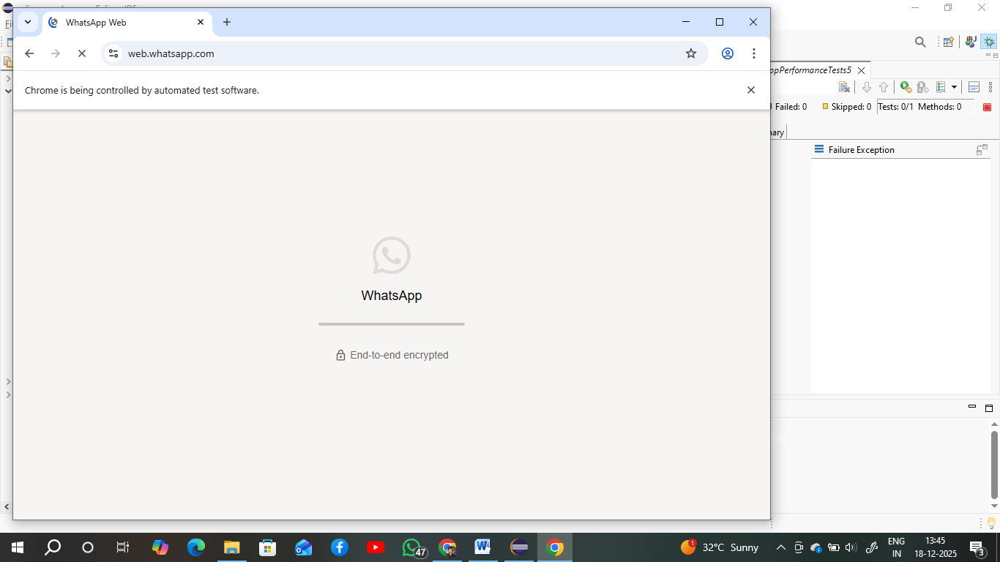 WhatsApp Web
web.whatsapp.com
Chrome is being controlled by automated test software.
ppPerformanceTests5
Failed: 0 Skipped: 0 Tests: 0/1 Methods: 0
Failure Exception
WhatsApp
End-to-end encrypted
47
1
32°C Sunny
ENG
IN
13:45
18-12-2025
3